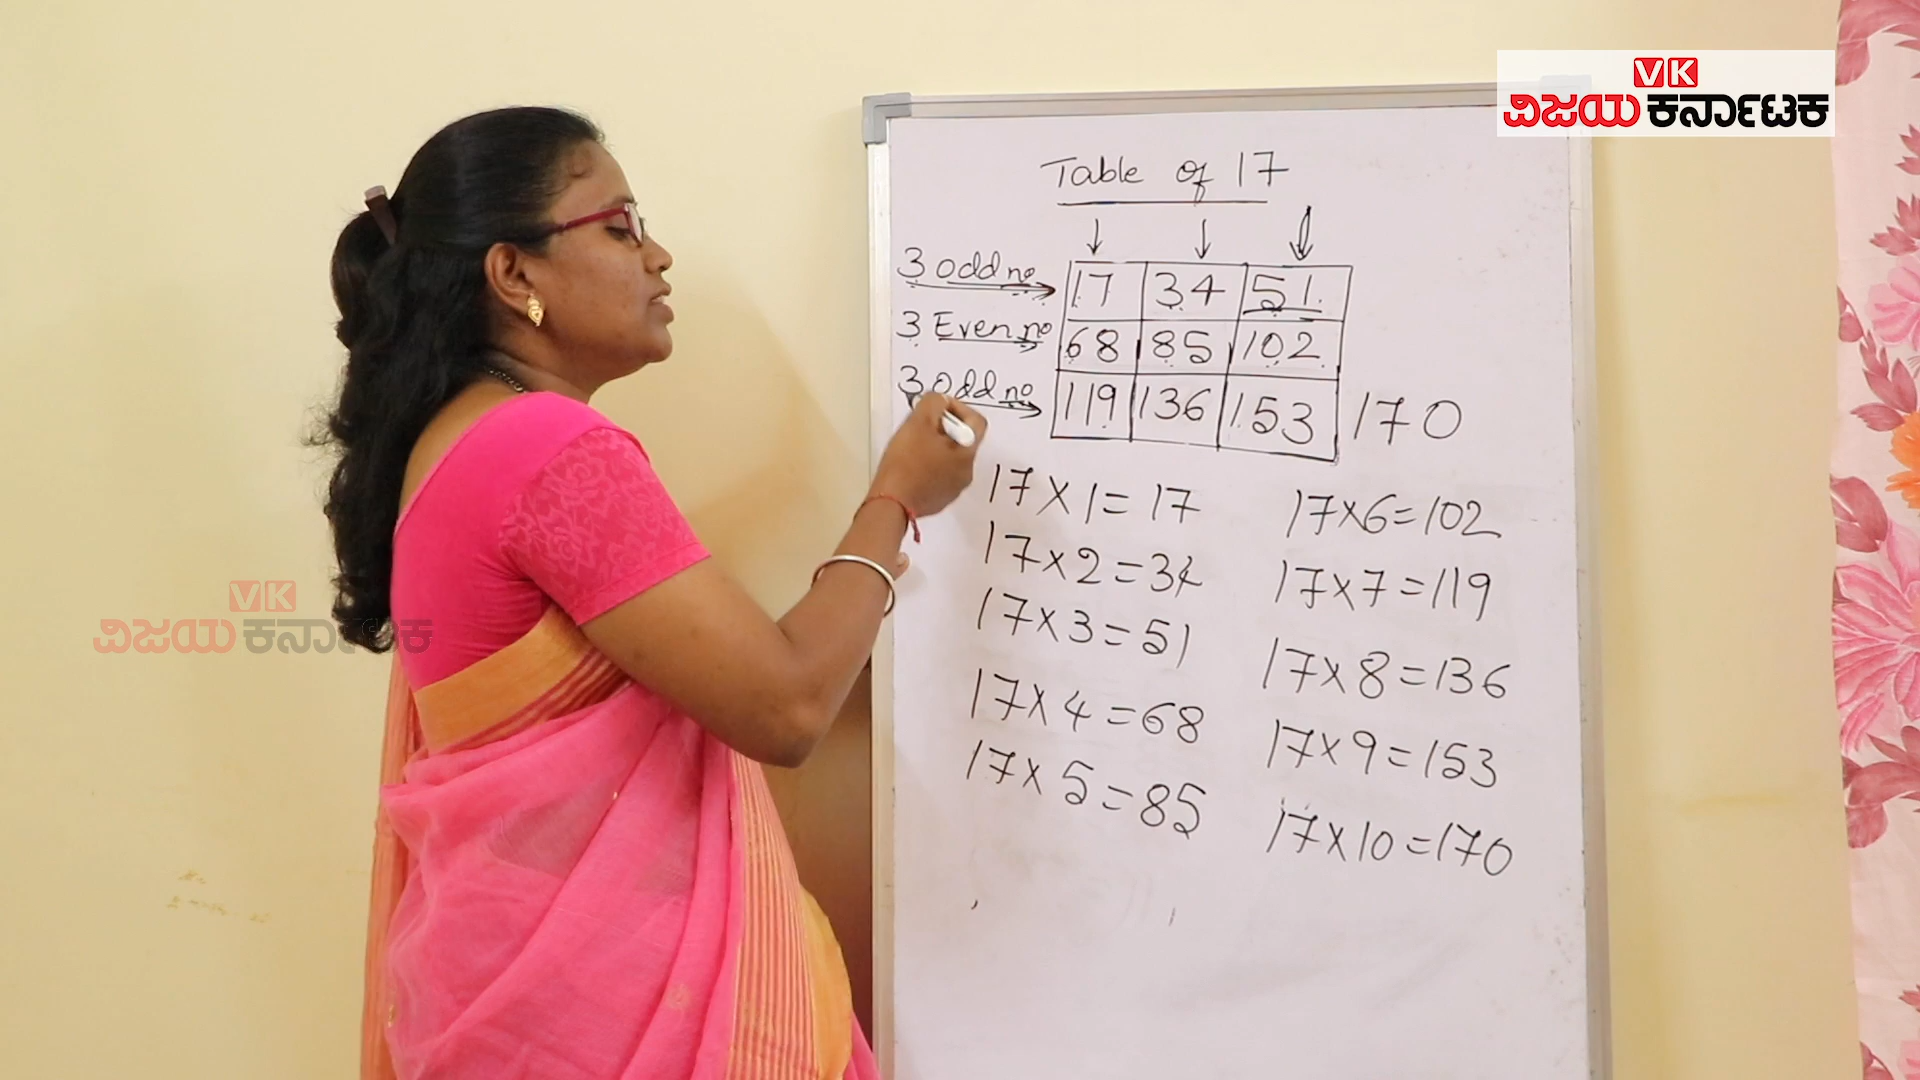 VK
ವಿಜಯ ಕರ್ನಾಟಕ
Table of 17
3 Odd no 17 34 51
3 Even no 68 85 102
3 Odd no 119 136 153 170
17×1=17
17×2=34
17×3=51
17×4=68
17×5=85
17×6=102
17×7=119
17×8=136
17×9=153
17×10=170
VK
ವಿಜಯ ಕರ್ನಾಟಕ